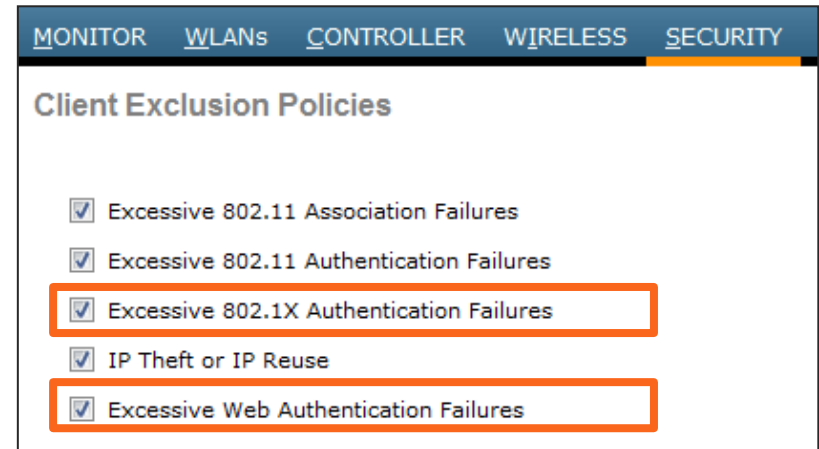 MONITOR WLANs CONTROLLER WIRELESS SECURITY
Client Exclusion Policies
Excessive 802.11 Association Failures
Excessive 802.11 Authentication Failures
Excessive 802.1X Authentication Failures
IP Theft or IP Reuse
Excessive Web Authentication Failures